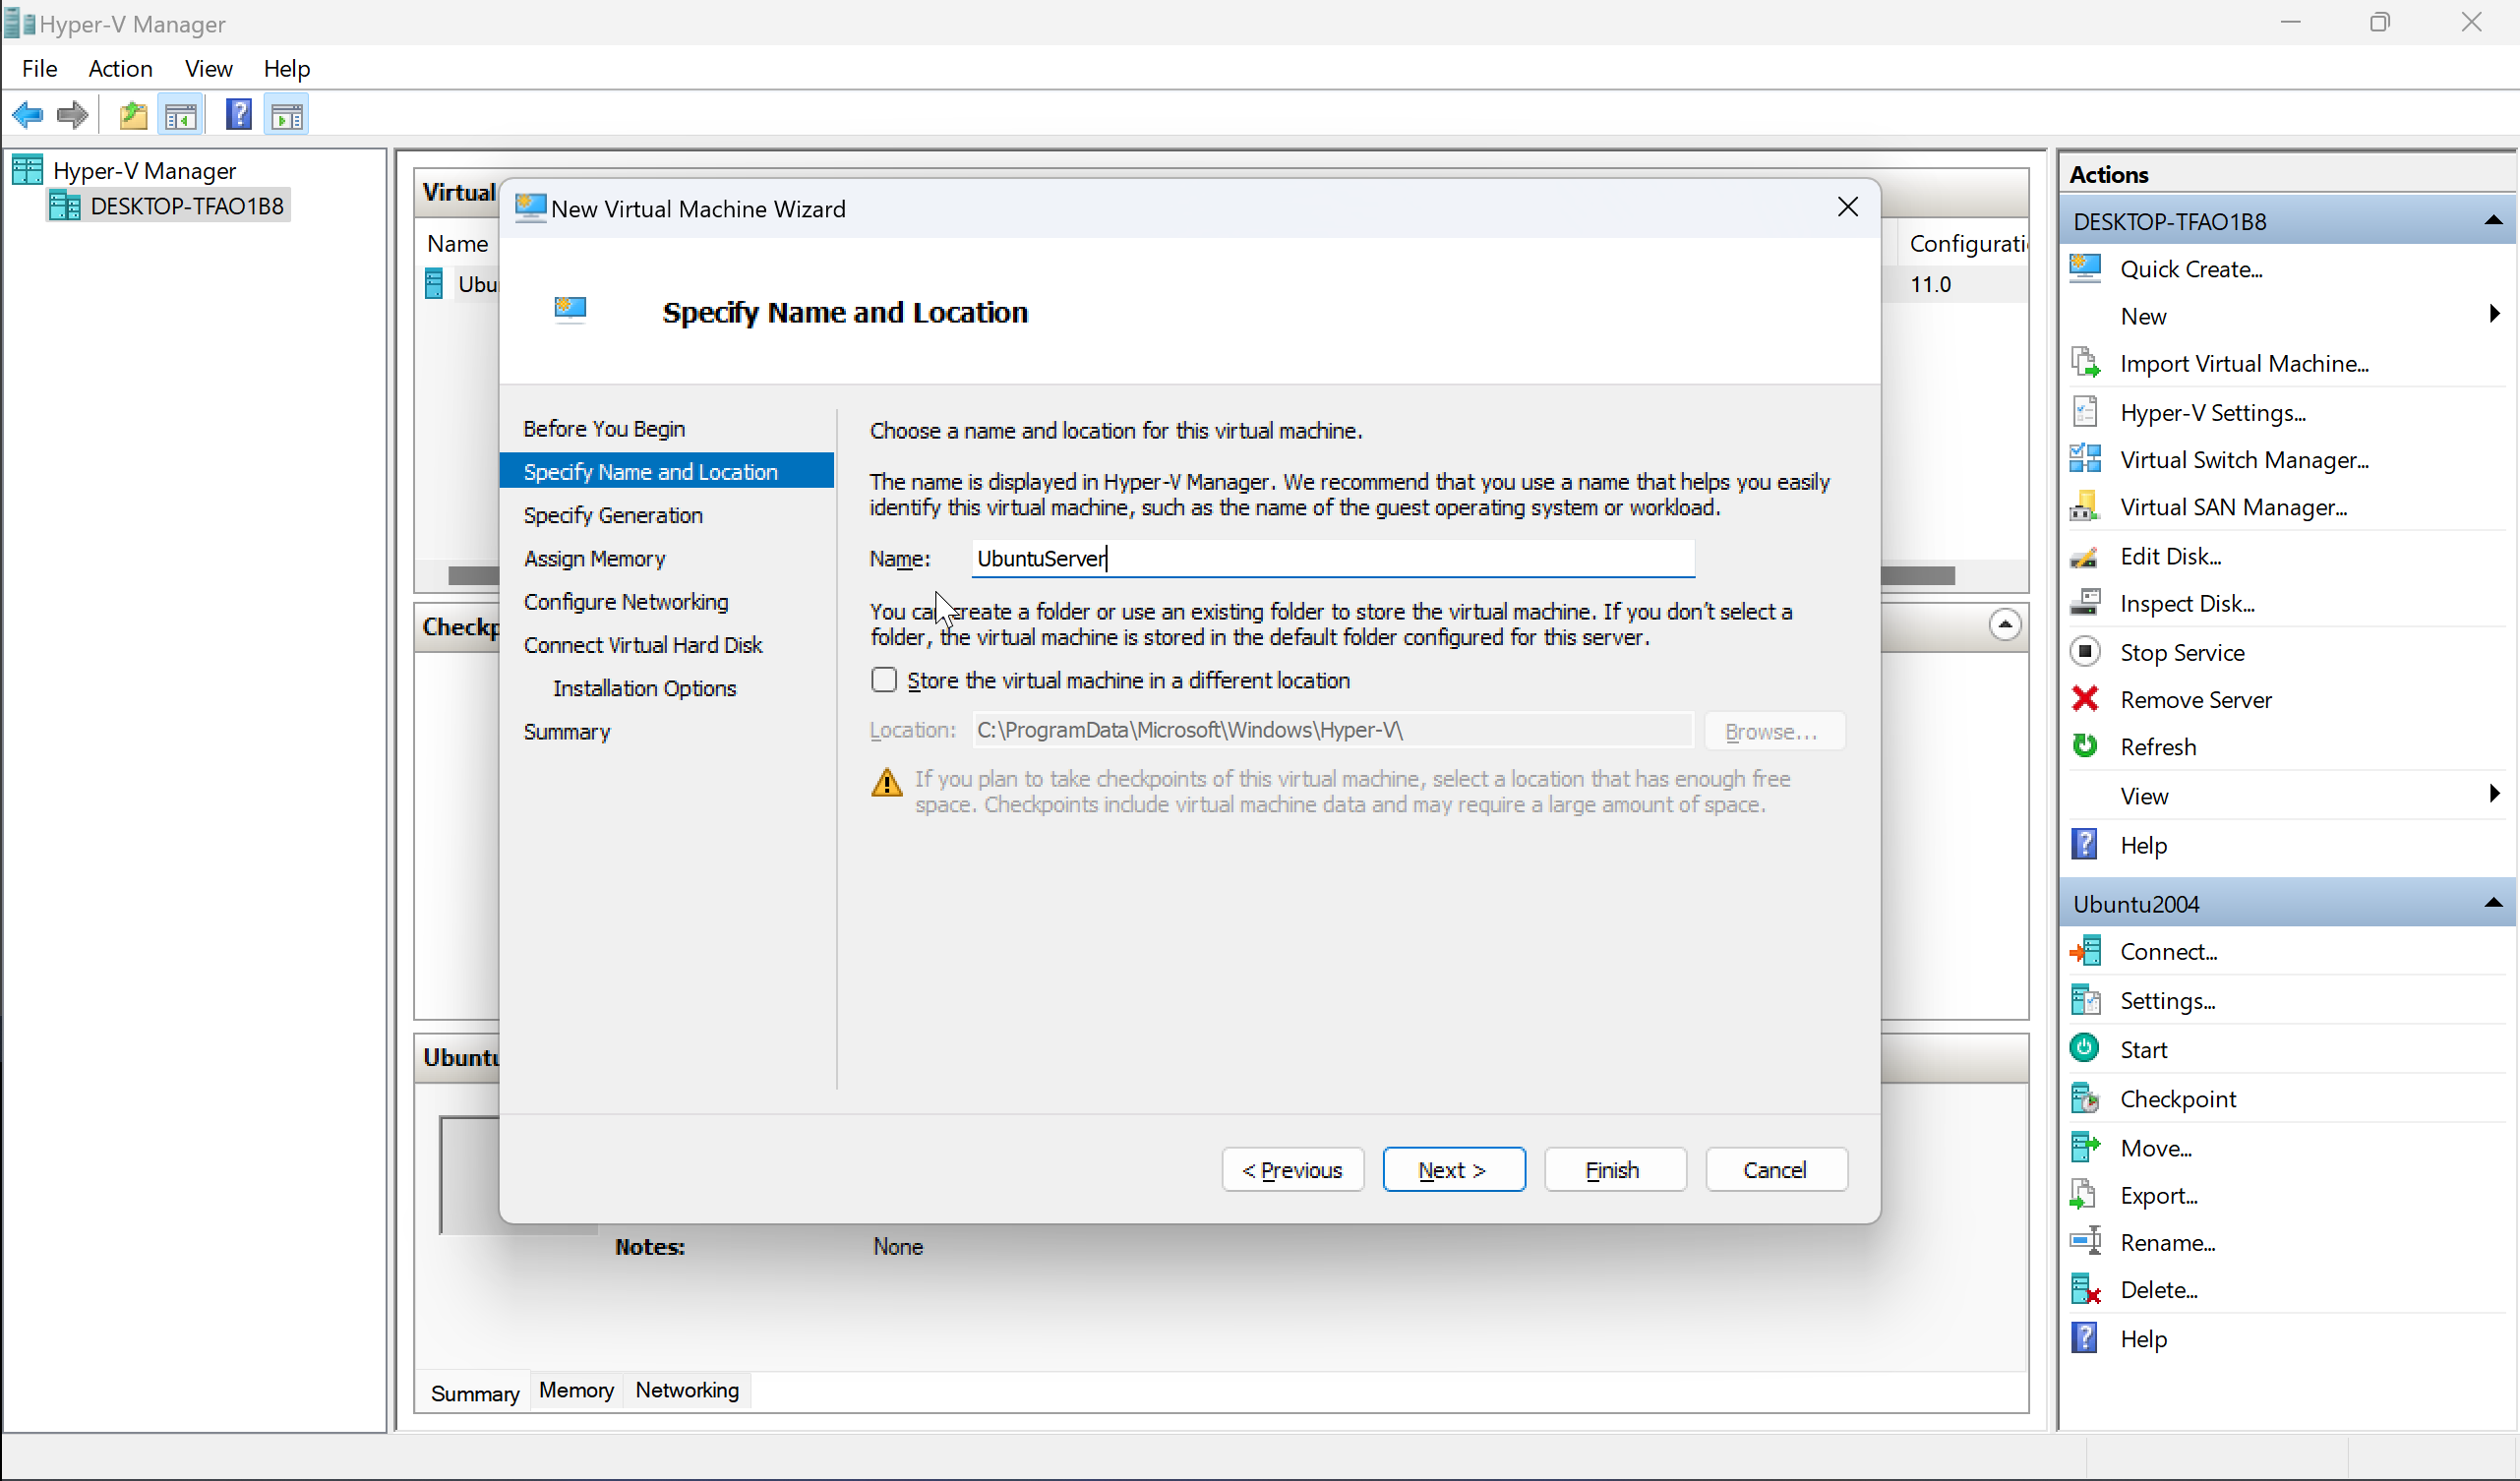 Hyper-V Manager
File Action View Help
Hyper-V Manager
DESKTOP-TFAO1B8
Virtual
Name
Configurati
Ubu
11.0
Checkp
Ubuntu
Notes: None
Summary Memory Networking
New Virtual Machine Wizard
Specify Name and Location
Before You Begin
Specify Name and Location
Specify Generation
Assign Memory
Configure Networking
Connect Virtual Hard Disk
Installation Options
Summary
Choose a name and location for this virtual machine.
The name is displayed in Hyper-V Manager. We recommend that you use a name that helps you easily
identify this virtual machine, such as the name of the guest operating system or workload.
Name: UbuntuServer
You can create a folder or use an existing folder to store the virtual machine. If you don't select a
folder, the virtual machine is stored in the default folder configured for this server.
Store the virtual machine in a different location
Location: C:\ProgramData\Microsoft\Windows\Hyper-V\ Browse...
If you plan to take checkpoints of this virtual machine, select a location that has enough free
space. Checkpoints include virtual machine data and may require a large amount of space.
< Previous Next > Finish Cancel
Actions
DESKTOP-TFAO1B8
Quick Create...
New
Import Virtual Machine...
Hyper-V Settings...
Virtual Switch Manager...
Virtual SAN Manager...
Edit Disk...
Inspect Disk...
Stop Service
Remove Server
Refresh
View
Help
Ubuntu2004
Connect...
Settings...
Start
Checkpoint
Move...
Export...
Rename...
Delete...
Help